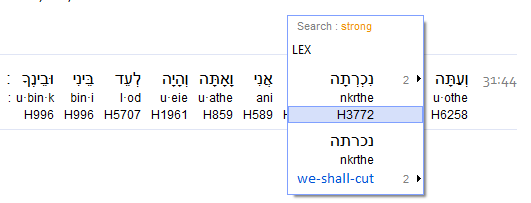 Search : strong
LEX
31:44 וְעַתָּה נִכְרְתָה 2 אֲנִי וָאָתָּה וְהָיָה לְעֵד בֵּינִי וּבֵינֶךָ :
: u·bin·k bin·i l·od u·eie u·athe ani nkrthe u·othe
H996 H996 H5707 H1961 H859 H589 H3772 H6258
נכרתה
nkrthe
we-shall-cut 2